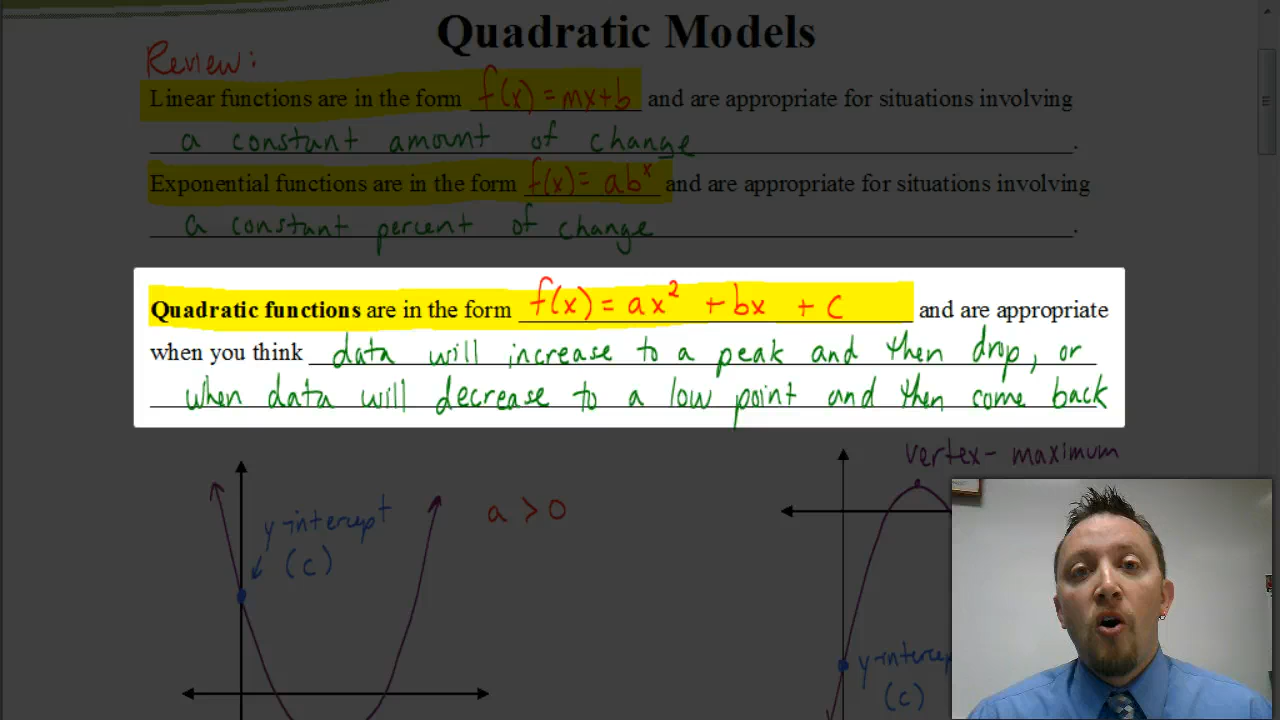 Quadratic Models
Review:
Linear functions are in the form f(x) = mx+b and are appropriate for situations involving
a constant amount of change.
Exponential functions are in the form f(x) = ab^x and are appropriate for situations involving
a constant percent of change.
Quadratic functions are in the form f(x) = ax² + bx + c and are appropriate
when you think data will increase to a peak and then drop, or
when data will decrease to a low point and then come back
vertex - maximum
y-intercept
(c)
a > 0
y-intercep
(c)